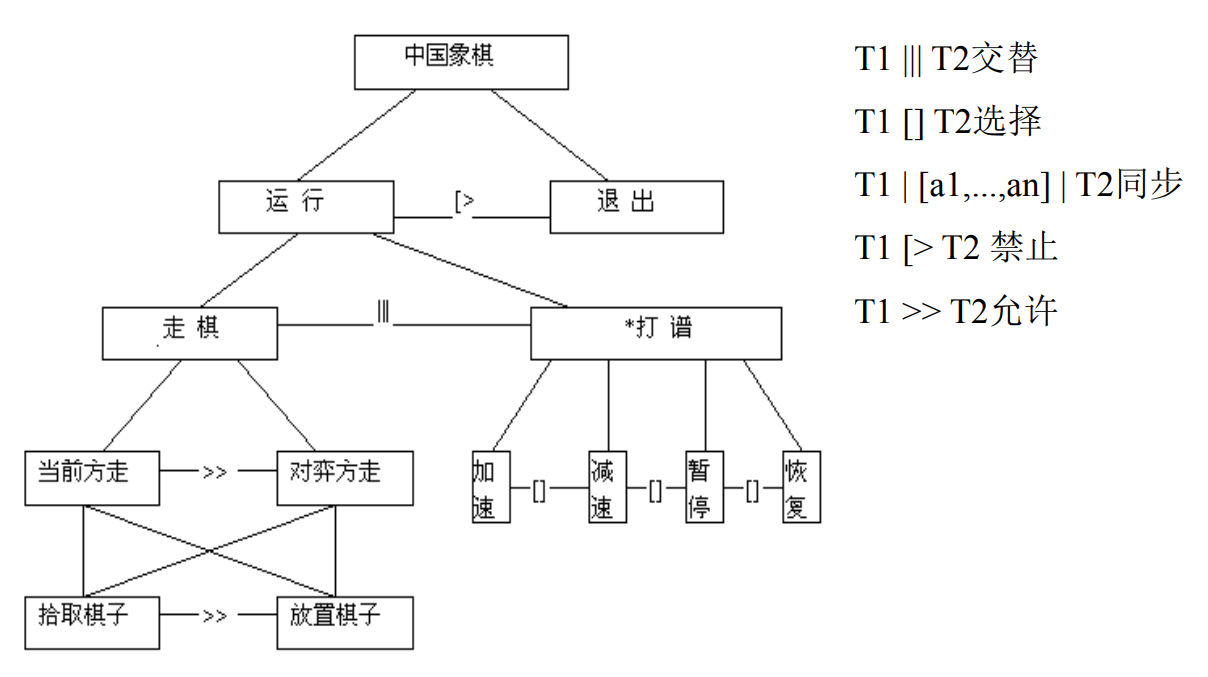 中国象棋
运 行
[>
退 出
走 棋
|||
*打 谱
当前方走
>>
对弈方走
加速
[]
减速
[]
暂停
[]
恢复
拾取棋子
>>
放置棋子
T1 ||| T2交替
T1 [] T2选择
T1 | [a1,...,an] | T2同步
T1 [> T2 禁止
T1 >> T2允许